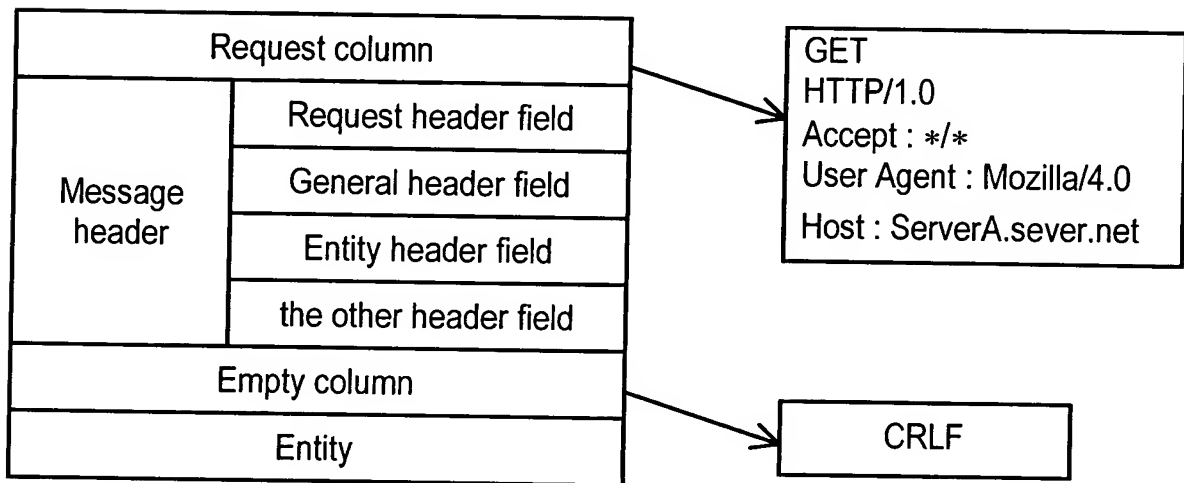 Request column
Message
header
Request header field
General header field
Entity header field
the other header field
Empty column
Entity
GET
HTTP/1.0
Accept : */*
User Agent : Mozilla/4.0
Host : ServerA.sever.net
CRLF